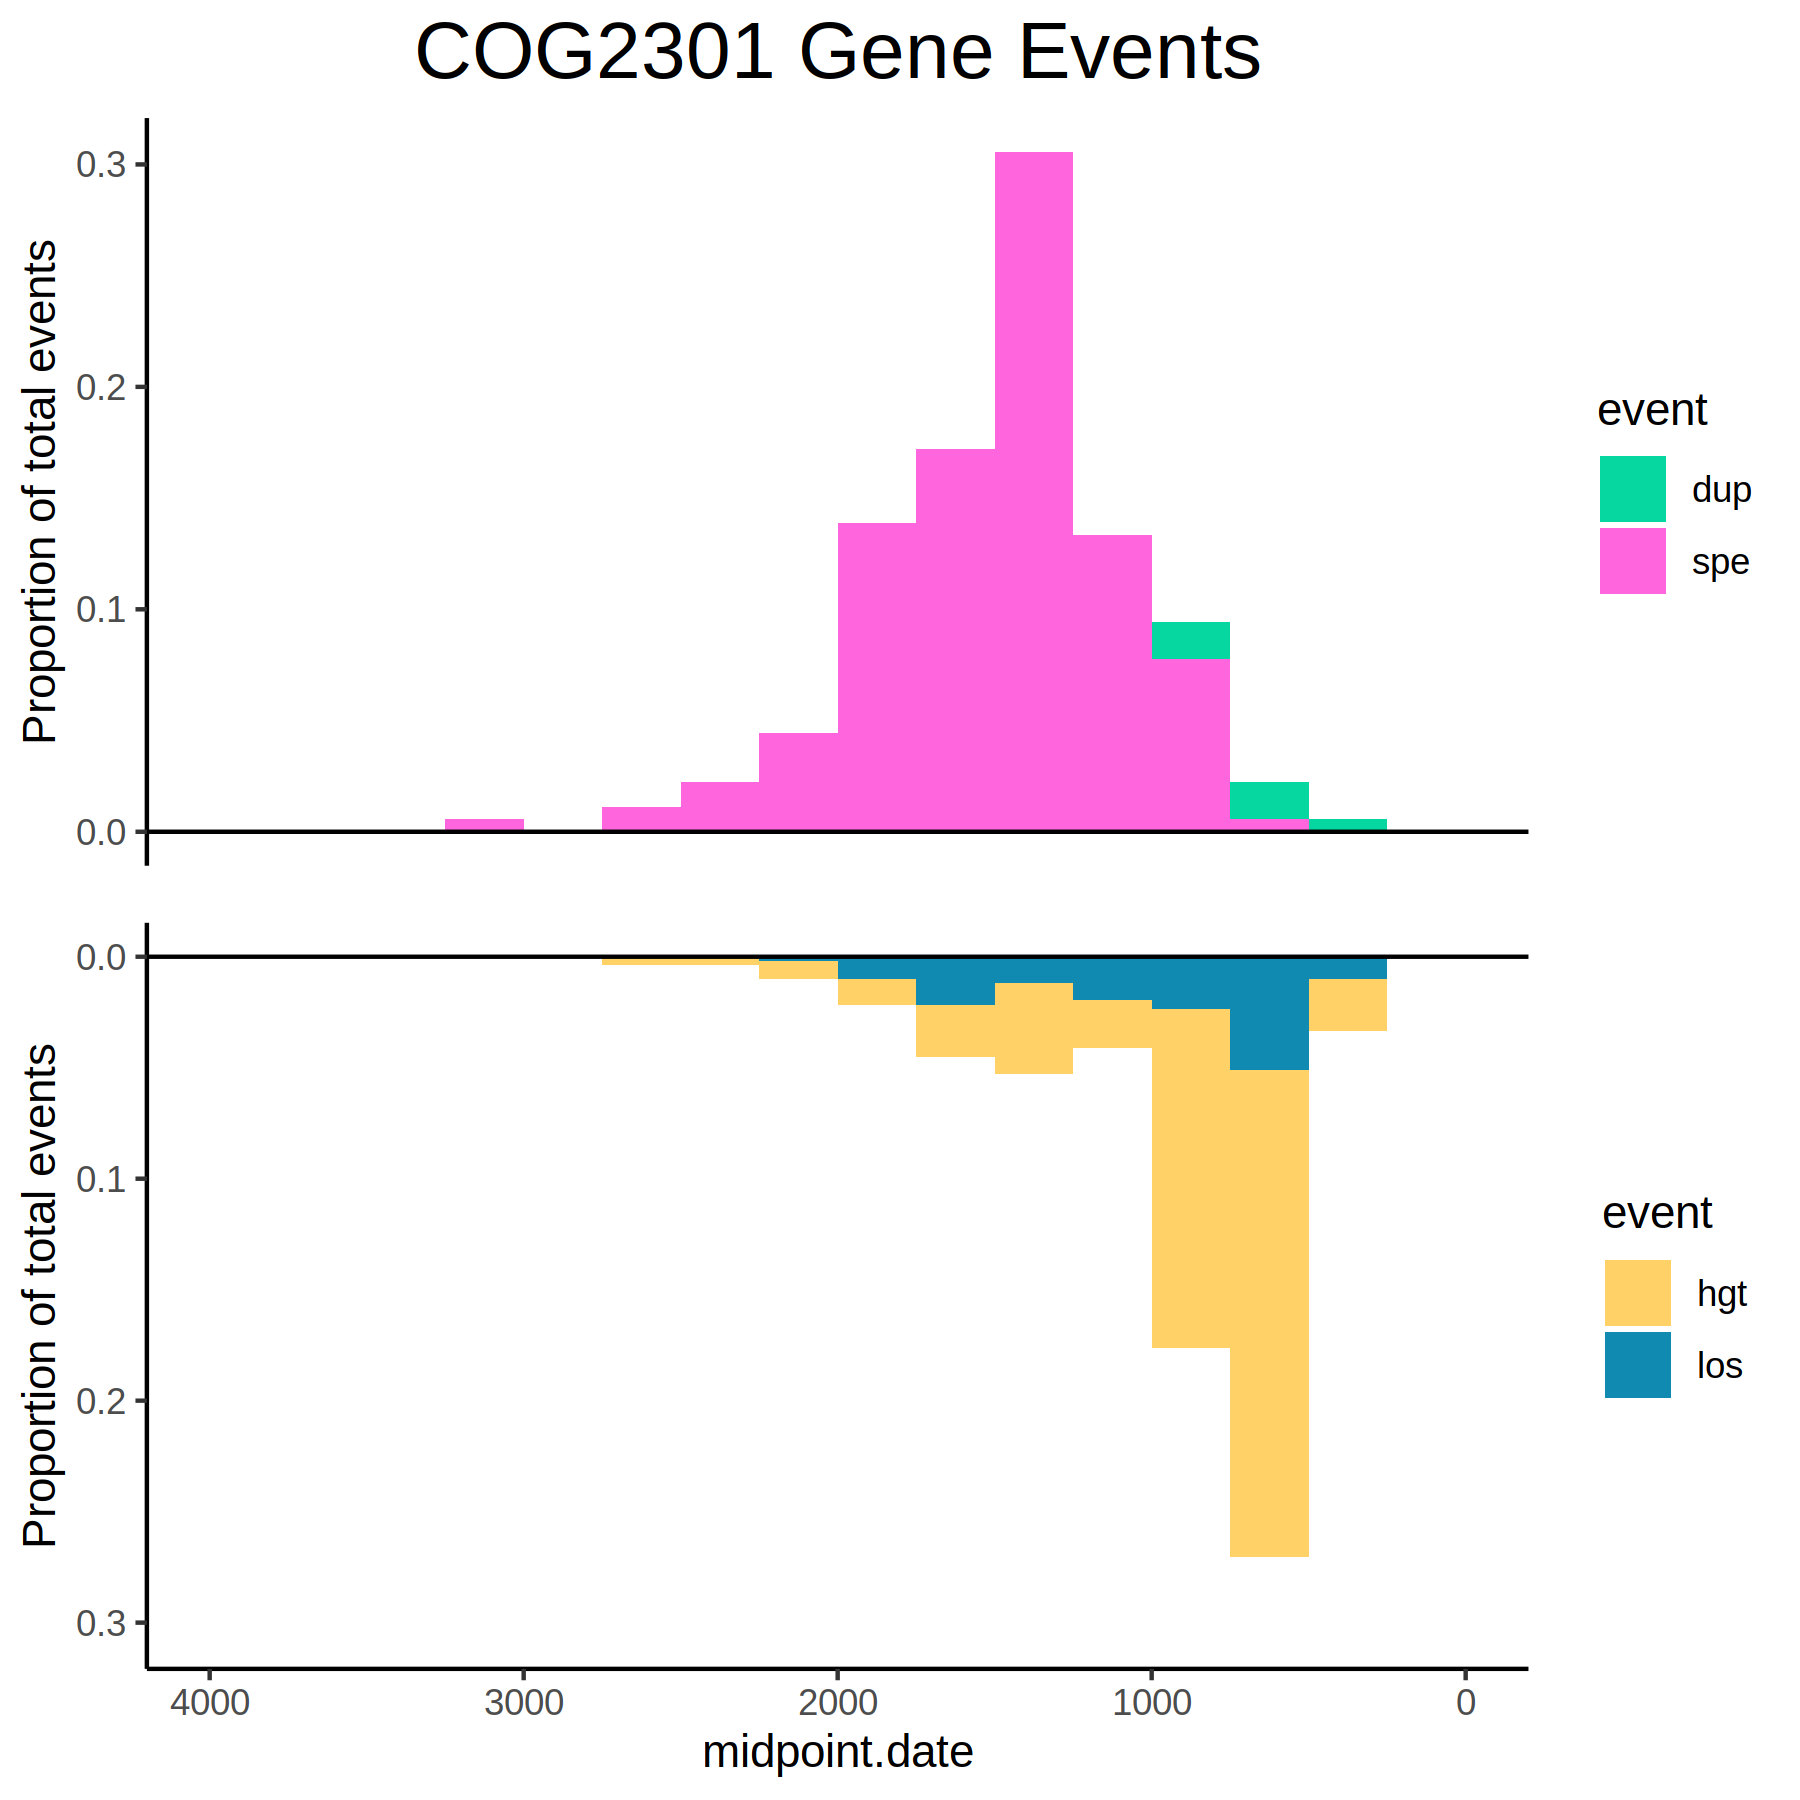 COG2301 Gene Events
Proportion of total events
0.3
0.2
0.1
0.0
event
dup
spe
Proportion of total events
0.0
0.1
0.2
0.3
event
hgt
los
4000 3000 2000 1000 0
midpoint.date